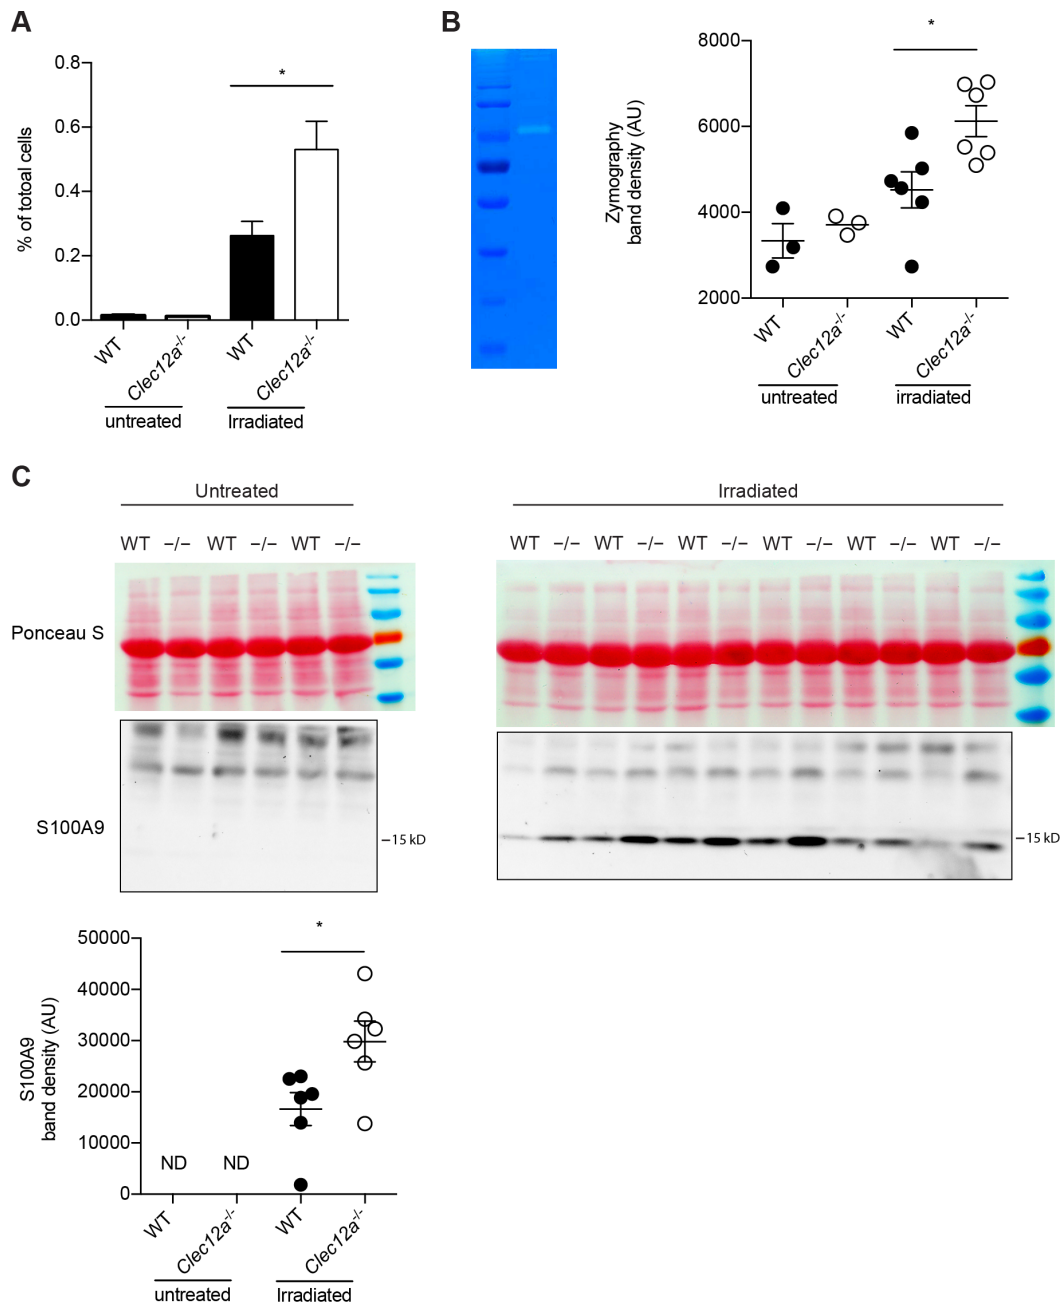 A
% of totoal cells
0.8
0.6
0.4
0.2
0.0
*
WT
Clec12a-/-
WT
Clec12a-/-
untreated
Irradiated
B
Zymography
band density (AU)
8000
6000
4000
2000
*
WT
Clec12a-/-
WT
Clec12a-/-
untreated
irradiated
C
Untreated
WT −/− WT −/− WT −/−
Irradiated
WT −/− WT −/− WT −/− WT −/− WT −/− WT −/−
Ponceau S
S100A9
15 kD
15 kD
S100A9
band density (AU)
50000
40000
30000
20000
10000
0
*
ND
ND
WT
Clec12a-/-
WT
Clec12a-/-
untreated
Irradiated